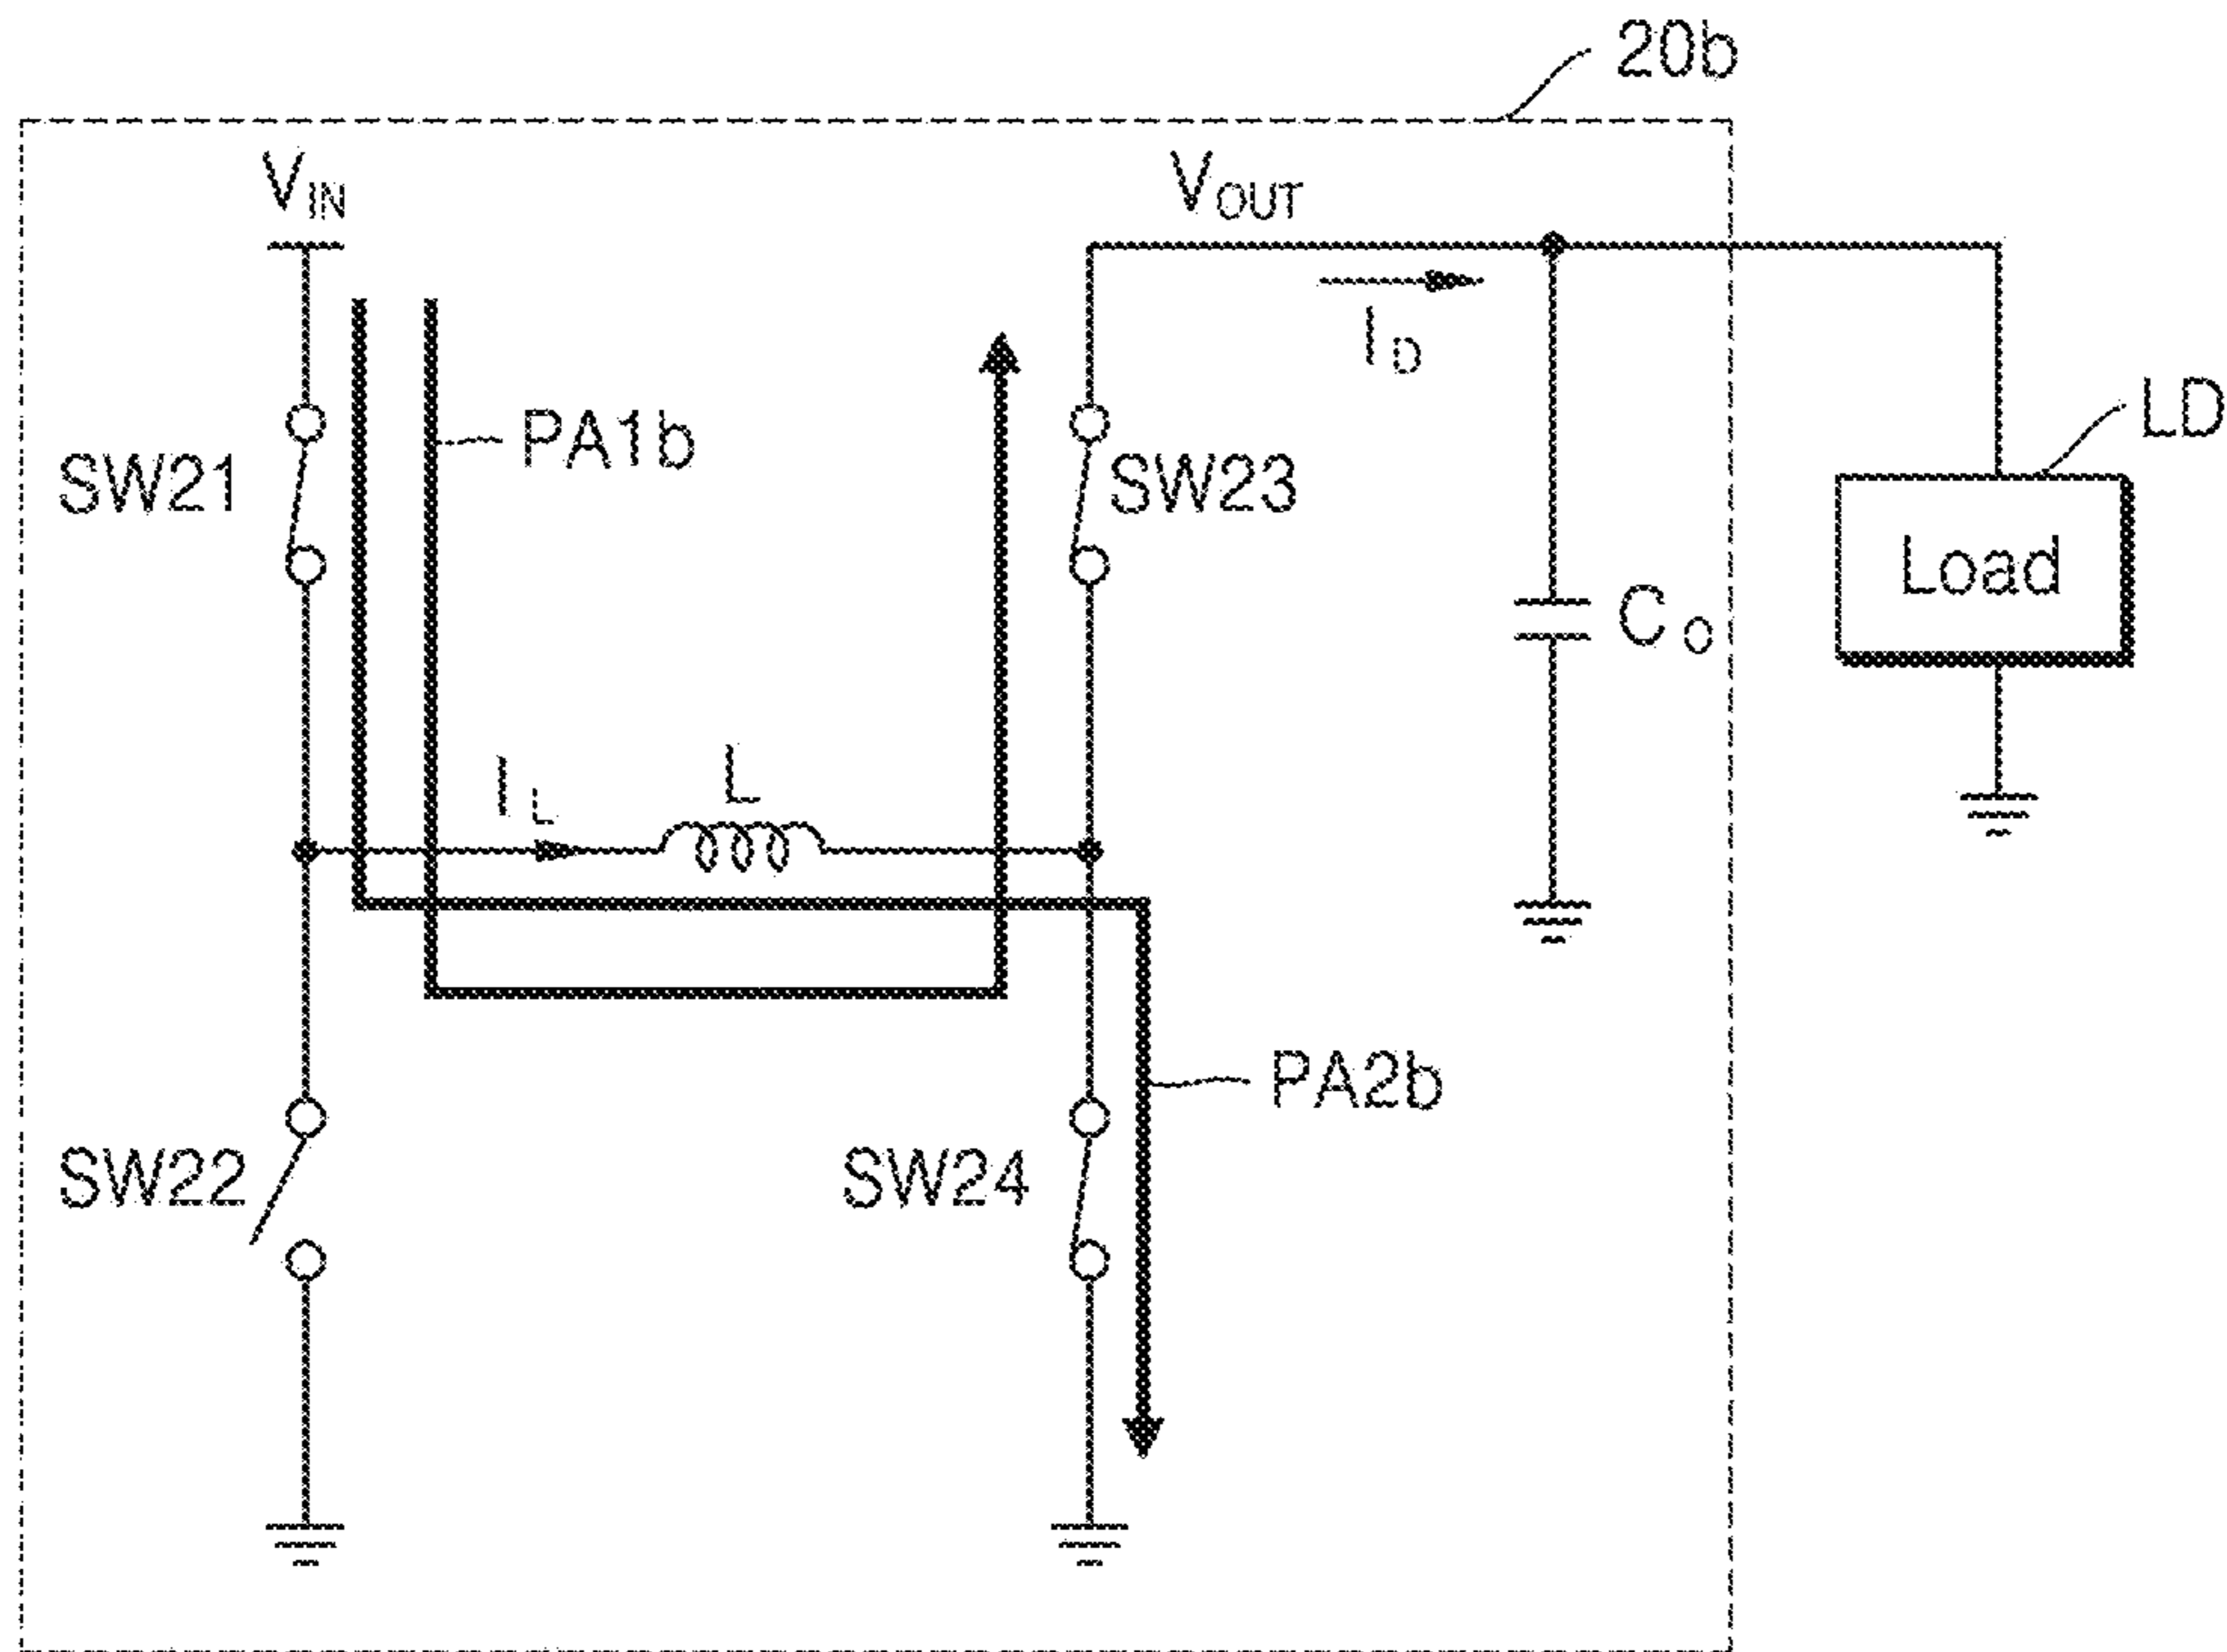 20b
VIN
VOUT
ID
LD
PA1b
SW21
SW23
Load
CO
IL
L
PA2b
SW22
SW24